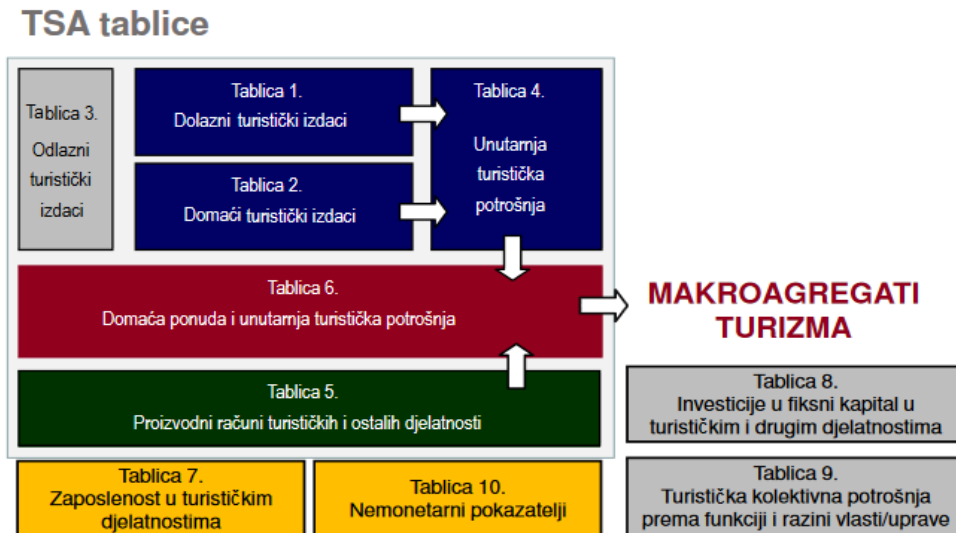 TSA tablice
Tablica 3.
Odlazni
turistički
izdaci
Tablica 1.
Dolazni turistički izdaci
Tablica 2.
Domaći turistički izdaci
Tablica 4.
Unutarnja
turistička
potrošnja
Tablica 6.
Domaća ponuda i unutarnja turistička potrošnja
MAKROAGREGATI
TURIZMA
Tablica 5.
Proizvodni računi turističkih i ostalih djelatnosti
Tablica 8.
Investicije u fiksni kapital u
turističkim i drugim djelatnostima
Tablica 7.
Zaposlenost u turističkim
djelatnostima
Tablica 10.
Nemonetarni pokazatelji
Tablica 9.
Turistička kolektivna potrošnja
prema funkciji i razini vlasti/uprave